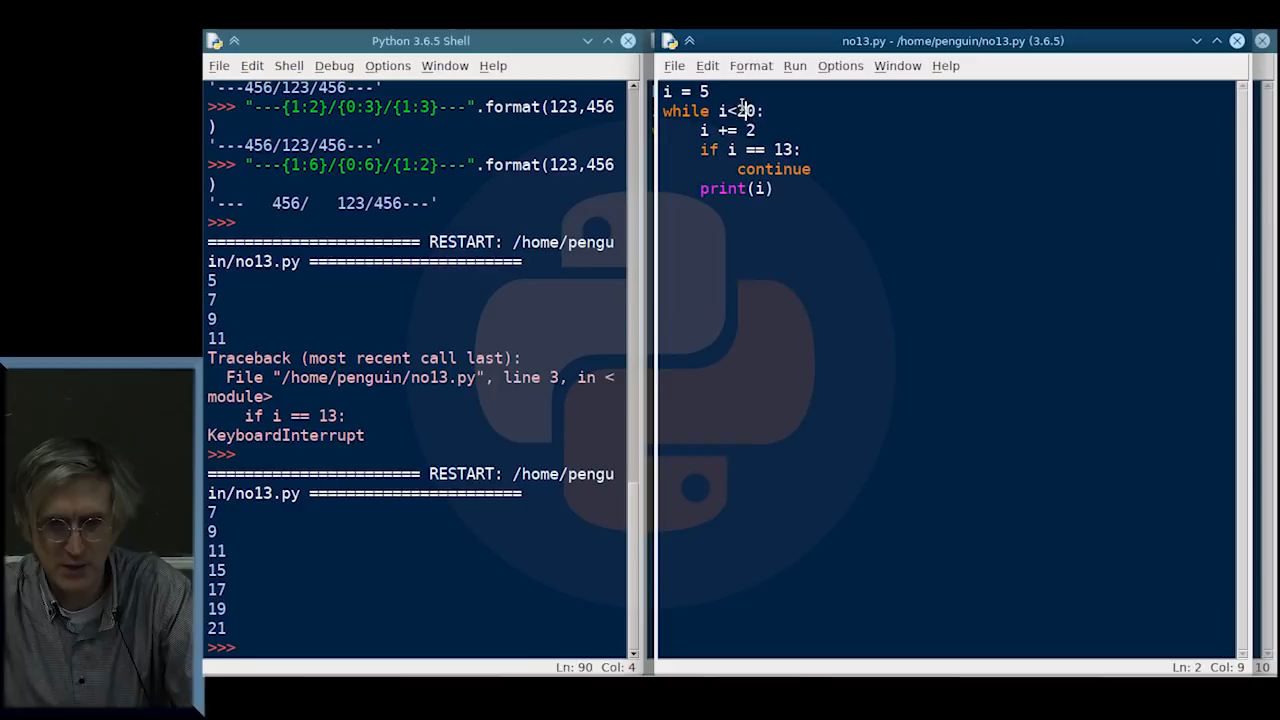 Python 3.6.5 Shell
File Edit Shell Debug Options Window Help
'---456/123/456---'
>>> "---{1:2}/{0:3}/{1:3}---".format(123,456
)
'---456/123/456---'
>>> "---{1:6}/{0:6}/{1:2}---".format(123,456
)
'---   456/   123/456---'
>>>
======================= RESTART: /home/pengu
in/no13.py =======================
5
7
9
11
Traceback (most recent call last):
  File "/home/penguin/no13.py", line 3, in <
module>
    if i == 13:
KeyboardInterrupt
>>>
======================= RESTART: /home/pengu
in/no13.py =======================
7
9
11
15
17
19
21
>>>
Ln: 90 Col: 4
no13.py - /home/penguin/no13.py (3.6.5)
File Edit Format Run Options Window Help
i = 5
while i<20:
    i += 2
    if i == 13:
        continue
    print(i)
Ln: 2 Col: 9
10